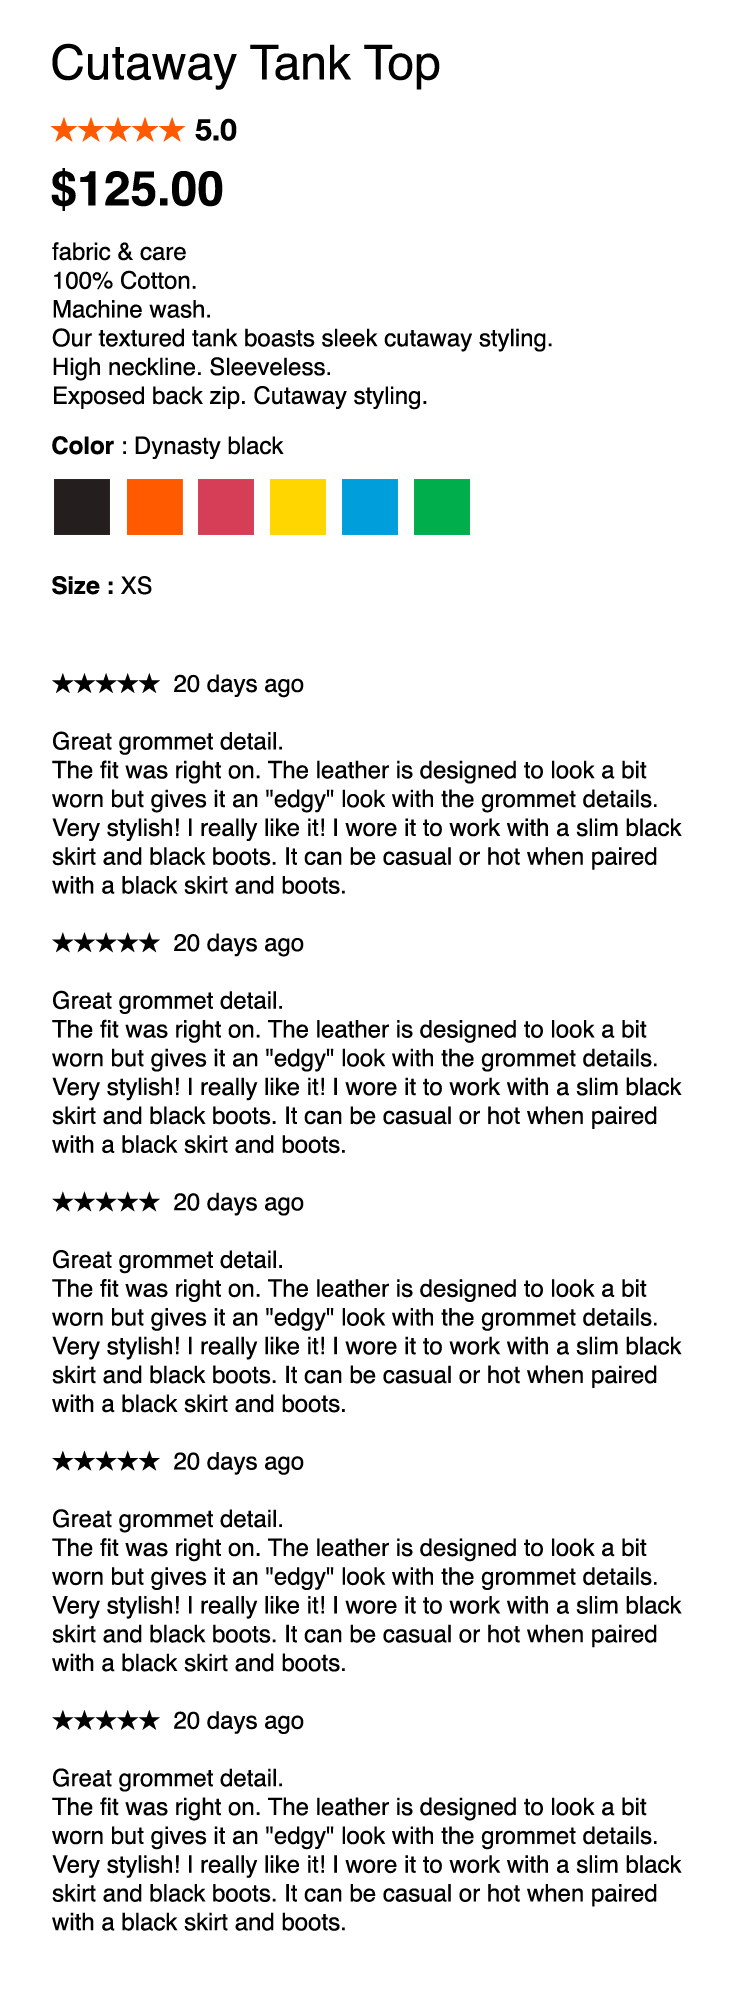 Cutaway Tank Top
★★★★★ 5.0
$125.00
fabric & care
100% Cotton.
Machine wash.
Our textured tank boasts sleek cutaway styling.
High neckline. Sleeveless.
Exposed back zip. Cutaway styling.
Color : Dynasty black
Size : XS
★★★★★ 20 days ago
Great grommet detail.
The fit was right on. The leather is designed to look a bit
worn but gives it an "edgy" look with the grommet details.
Very stylish! I really like it! I wore it to work with a slim black
skirt and black boots. It can be casual or hot when paired
with a black skirt and boots.
★★★★★ 20 days ago
Great grommet detail.
The fit was right on. The leather is designed to look a bit
worn but gives it an "edgy" look with the grommet details.
Very stylish! I really like it! I wore it to work with a slim black
skirt and black boots. It can be casual or hot when paired
with a black skirt and boots.
★★★★★ 20 days ago
Great grommet detail.
The fit was right on. The leather is designed to look a bit
worn but gives it an "edgy" look with the grommet details.
Very stylish! I really like it! I wore it to work with a slim black
skirt and black boots. It can be casual or hot when paired
with a black skirt and boots.
★★★★★ 20 days ago
Great grommet detail.
The fit was right on. The leather is designed to look a bit
worn but gives it an "edgy" look with the grommet details.
Very stylish! I really like it! I wore it to work with a slim black
skirt and black boots. It can be casual or hot when paired
with a black skirt and boots.
★★★★★ 20 days ago
Great grommet detail.
The fit was right on. The leather is designed to look a bit
worn but gives it an "edgy" look with the grommet details.
Very stylish! I really like it! I wore it to work with a slim black
skirt and black boots. It can be casual or hot when paired
with a black skirt and boots.